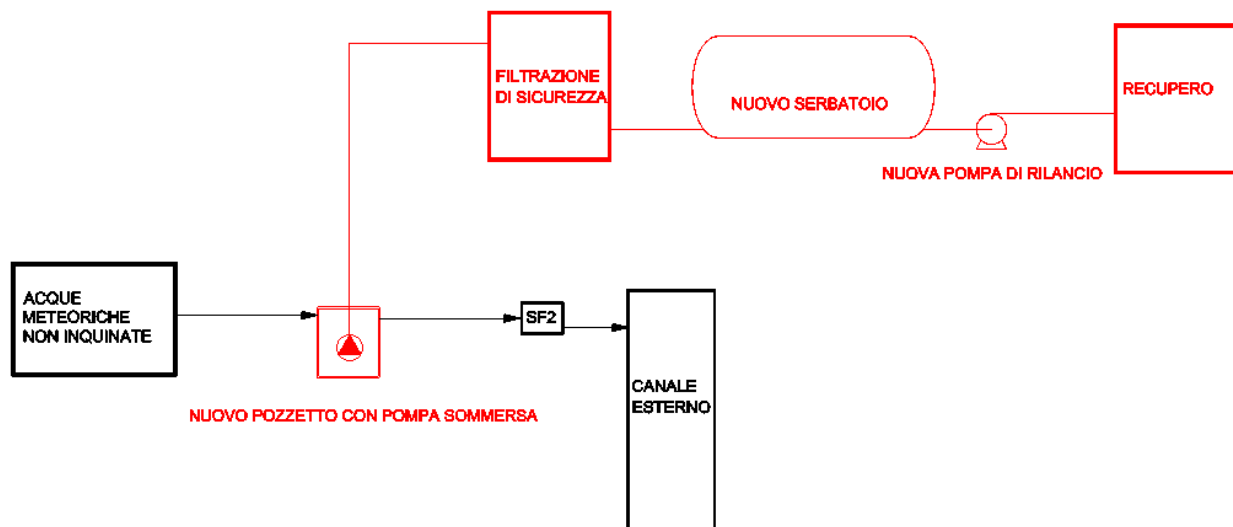 FILTRAZIONE
DI SICUREZZA
NUOVO SERBATOIO
RECUPERO
NUOVA POMPA DI RILANCIO
ACQUE
METEORICHE
NON INQUINATE
SF2
CANALE
ESTERNO
NUOVO POZZETTO CON POMPA SOMMERSA